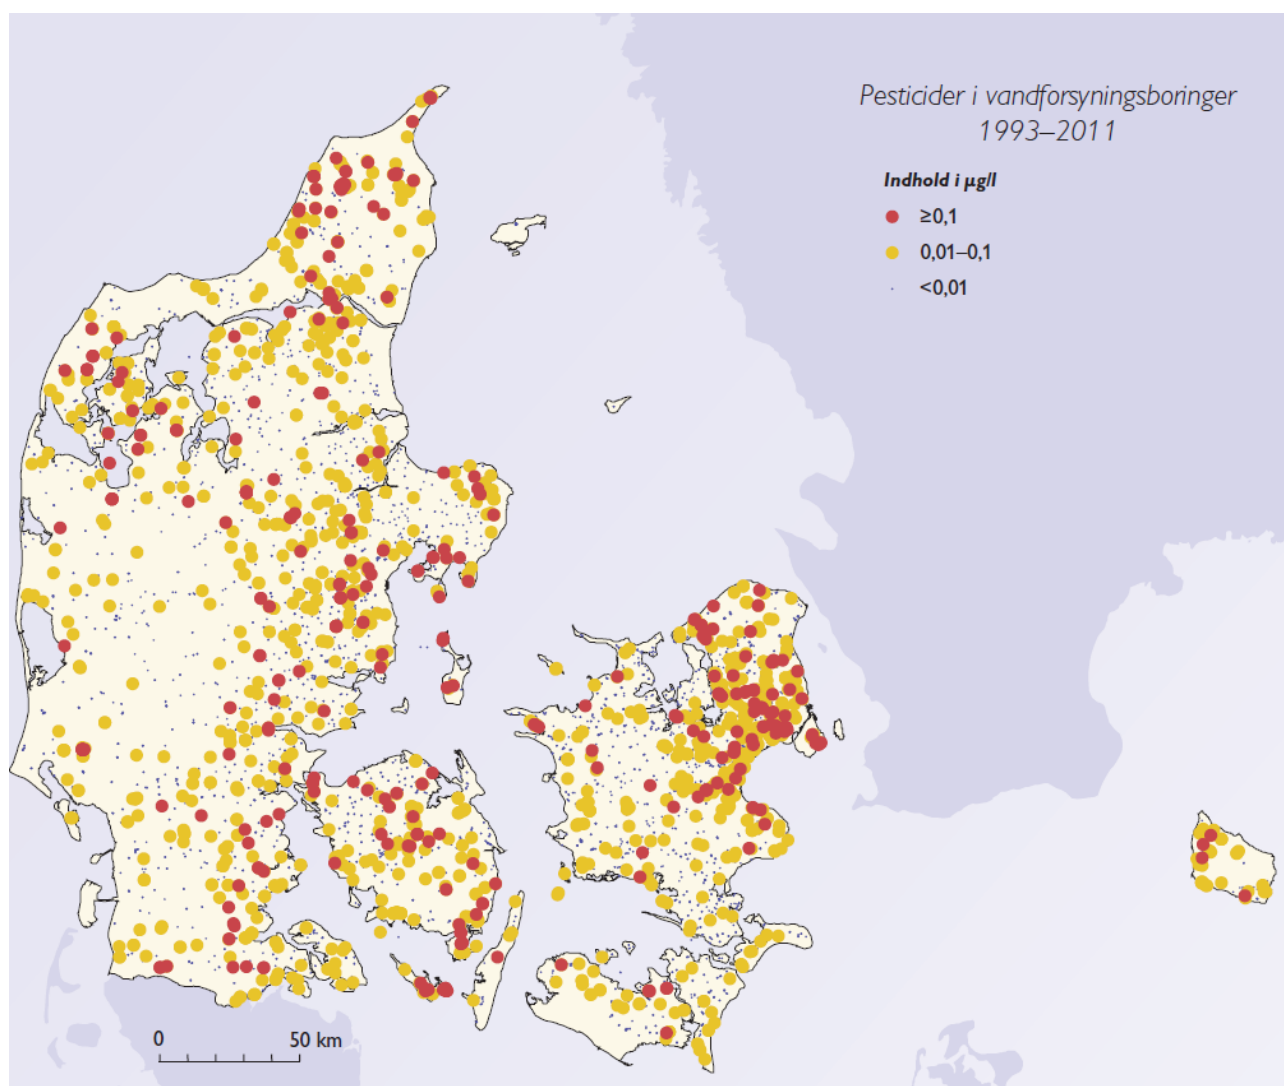 Pesticider i vandforsyningsboringer
1993–2011
Indhold i µg/l
≥0,1
0,01–0,1
<0,01
0 50 km